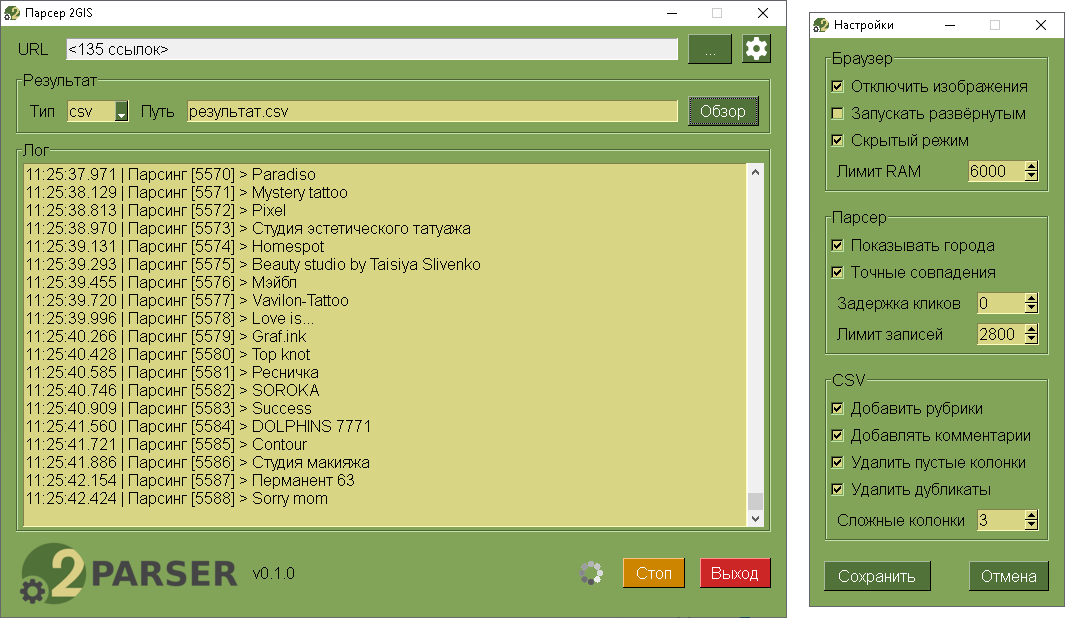 Парсер 2GIS
URL <135 ссылок> ...
Результат
Тип csv Путь результат.csv Обзор
Лог
11:25:37.971 | Парсинг [5570] > Paradiso
11:25:38.129 | Парсинг [5571] > Mystery tattoo
11:25:38.813 | Парсинг [5572] > Pixel
11:25:38.970 | Парсинг [5573] > Студия эстетического татуажа
11:25:39.131 | Парсинг [5574] > Homespot
11:25:39.293 | Парсинг [5575] > Beauty studio by Taisiya Slivenko
11:25:39.455 | Парсинг [5576] > Мэйбл
11:25:39.720 | Парсинг [5577] > Vavilon-Tattoo
11:25:39.996 | Парсинг [5578] > Love is...
11:25:40.266 | Парсинг [5579] > Graf.ink
11:25:40.428 | Парсинг [5580] > Top knot
11:25:40.585 | Парсинг [5581] > Ресничка
11:25:40.746 | Парсинг [5582] > SOROKA
11:25:40.909 | Парсинг [5583] > Success
11:25:41.560 | Парсинг [5584] > DOLPHINS 7771
11:25:41.721 | Парсинг [5585] > Contour
11:25:41.886 | Парсинг [5586] > Студия макияжа
11:25:42.154 | Парсинг [5587] > Перманент 63
11:25:42.424 | Парсинг [5588] > Sorry mom
2PARSER v0.1.0 Стоп Выход
Настройки
Браузер
Отключить изображения
Запускать развёрнутым
Скрытый режим
Лимит RAM 6000
Парсер
Показывать города
Точные совпадения
Задержка кликов 0
Лимит записей 2800
CSV
Добавить рубрики
Добавлять комментарии
Удалить пустые колонки
Удалить дубликаты
Сложные колонки 3
Сохранить Отмена